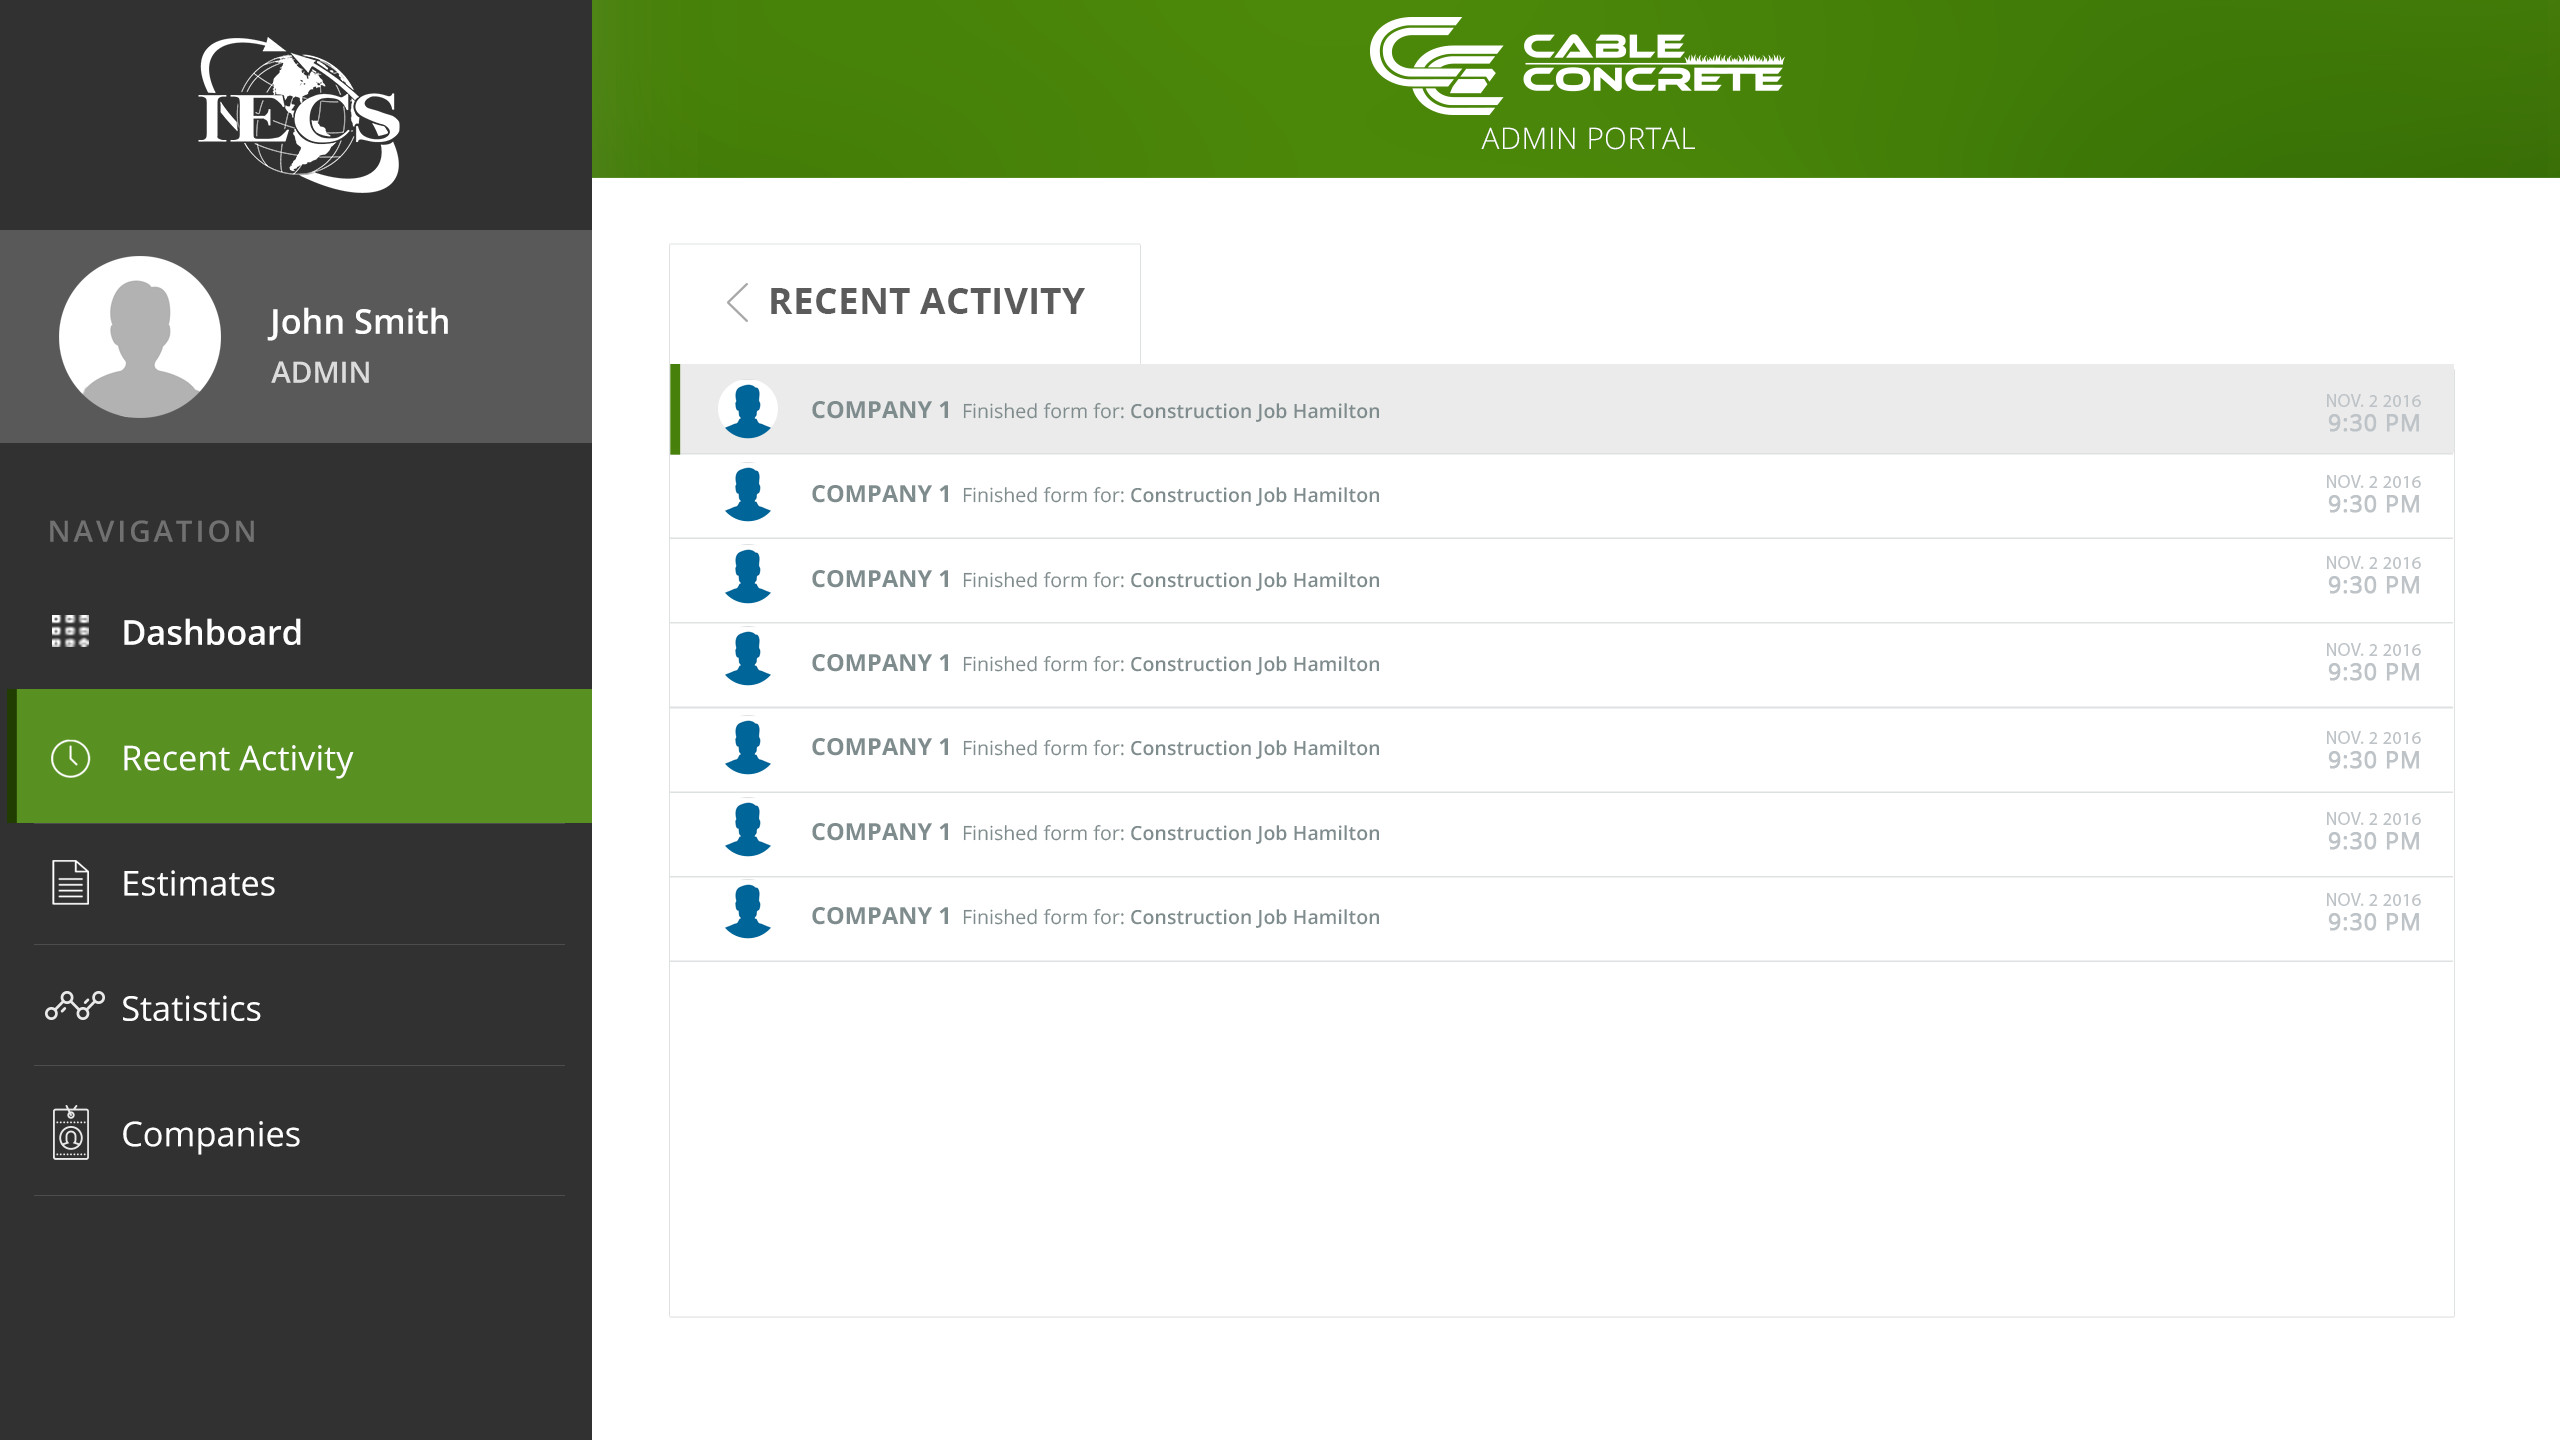 IECS
CABLE
CONCRETE
ADMIN PORTAL
John Smith
ADMIN
NAVIGATION
Dashboard
Recent Activity
Estimates
Statistics
Companies
RECENT ACTIVITY
COMPANY 1 Finished form for: Construction Job Hamilton NOV. 2 2016
9:30 PM
COMPANY 1 Finished form for: Construction Job Hamilton NOV. 2 2016
9:30 PM
COMPANY 1 Finished form for: Construction Job Hamilton NOV. 2 2016
9:30 PM
COMPANY 1 Finished form for: Construction Job Hamilton NOV. 2 2016
9:30 PM
COMPANY 1 Finished form for: Construction Job Hamilton NOV. 2 2016
9:30 PM
COMPANY 1 Finished form for: Construction Job Hamilton NOV. 2 2016
9:30 PM
COMPANY 1 Finished form for: Construction Job Hamilton NOV. 2 2016
9:30 PM